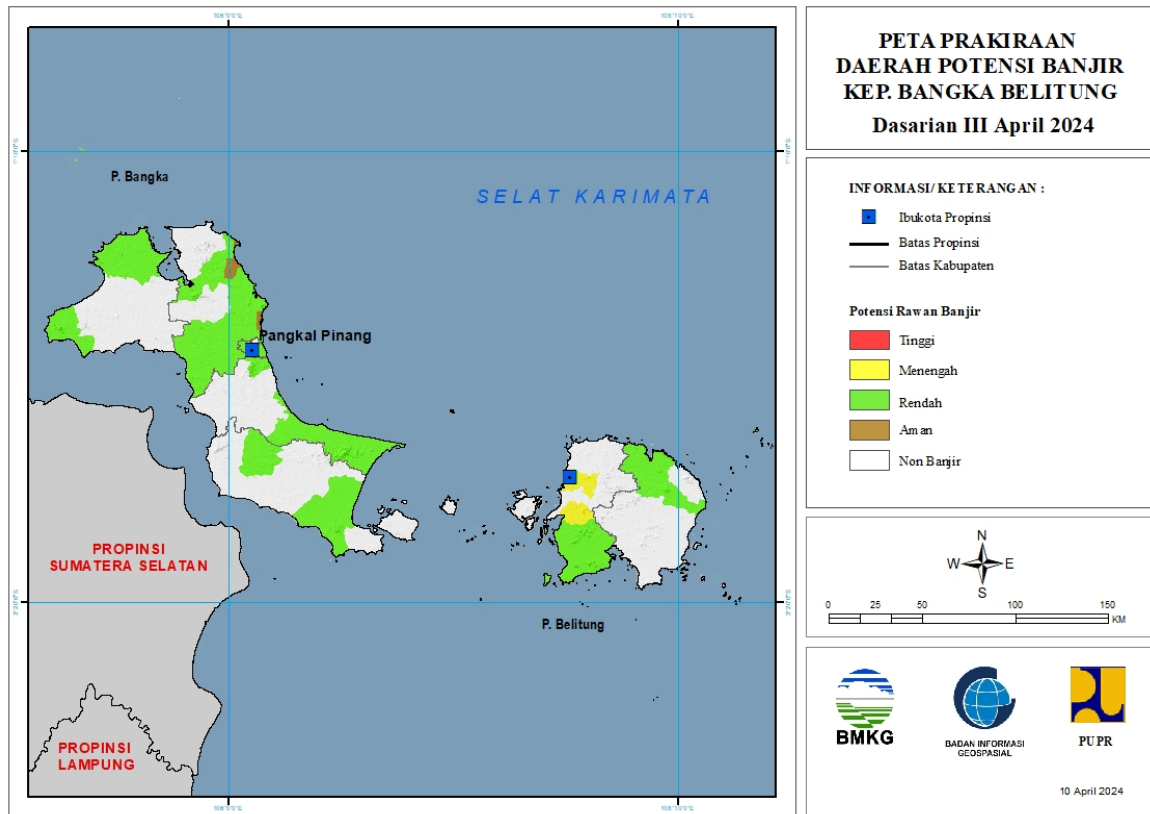 PETA PRAKIRAAN
DAERAH POTENSI BANJIR
KEP. BANGKA BELITUNG
Dasarian III April 2024
P. Bangka
SELAT KARIMATA
Pangkal Pinang
PROPINSI
SUMATERA SELATAN
P. Belitung
PROPINSI
LAMPUNG
INFORMASI/ KETERANGAN :
Ibukota Propinsi
Batas Propinsi
Batas Kabupaten
Potensi Rawan Banjir
Tinggi
Menengah
Rendah
Aman
Non Banjir
N
W E
S
0 25 50 100 150
KM
BMKG
BADAN INFORMASI
GEOSPASIAL
PUPR
10 April 2024